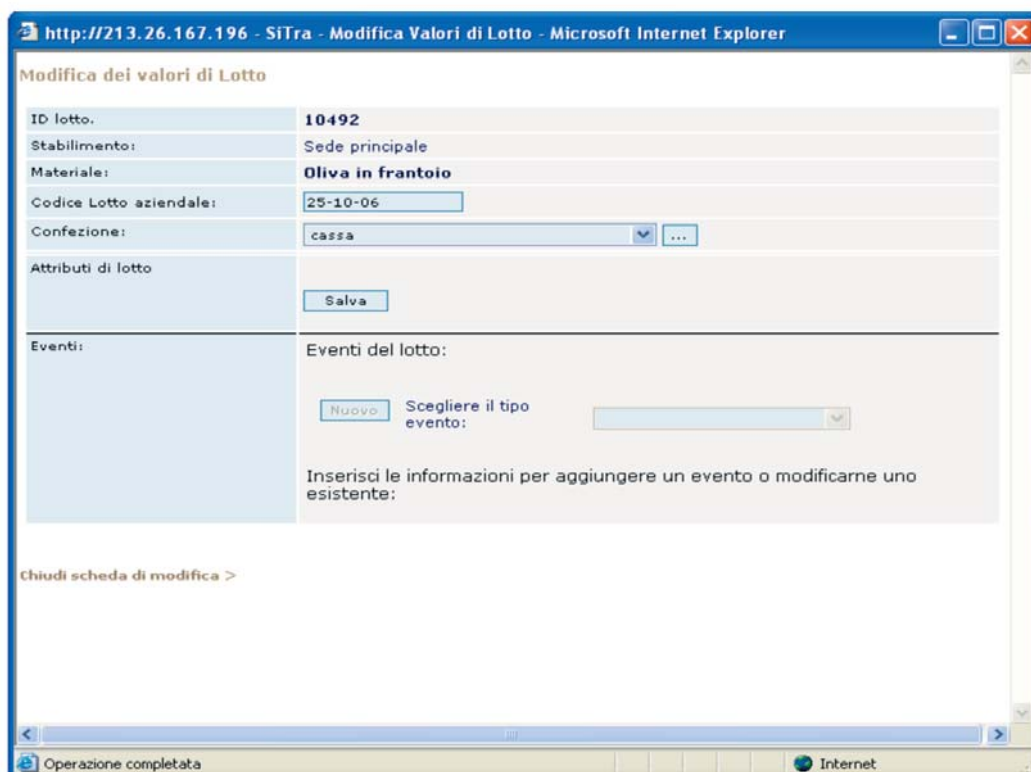 http://213.26.167.196 - SiTra - Modifica Valori di Lotto - Microsoft Internet Explorer
Modifica dei valori di Lotto
ID lotto. 10492
Stabilimento: Sede principale
Materiale: Oliva in frantoio
Codice Lotto aziendale: 25-10-06
Confezione: cassa ...
Attributi di lotto
Salva
Eventi: Eventi del lotto:
Nuovo Scegliere il tipo
evento:
Inserisci le informazioni per aggiungere un evento o modificarne uno
esistente:
Chiudi scheda di modifica >
Operazione completata Internet